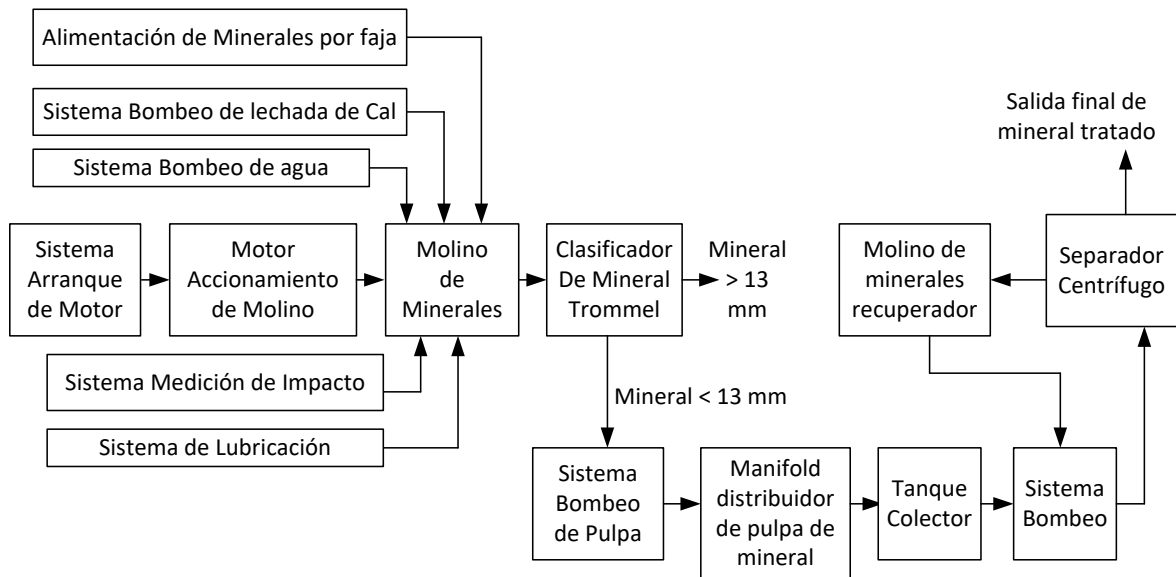 Alimentación de Minerales por faja
Sistema Bombeo de lechada de Cal
Sistema Bombeo de agua
Sistema
Arranque
de Motor
Motor
Accionamiento
de Molino
Molino
de
Minerales
Clasificador
De Mineral
Trommel
Mineral
> 13
mm
Sistema Medición de Impacto
Sistema de Lubricación
Mineral < 13 mm
Sistema
Bombeo
de Pulpa
Manifold
distribuidor
de pulpa de
mineral
Tanque
Colector
Sistema
Bombeo
Molino de
minerales
recuperador
Separador
Centrífugo
Salida final de
mineral tratado